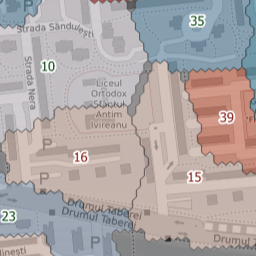 P
35
Strada Sănduești
10
Strada Nera
Liceul
Ortodox
Sfântul
Antim
Ivireanu
39
P
16
15
P
23
Drumul Taberei
Drumul Taberei
P
Drumul